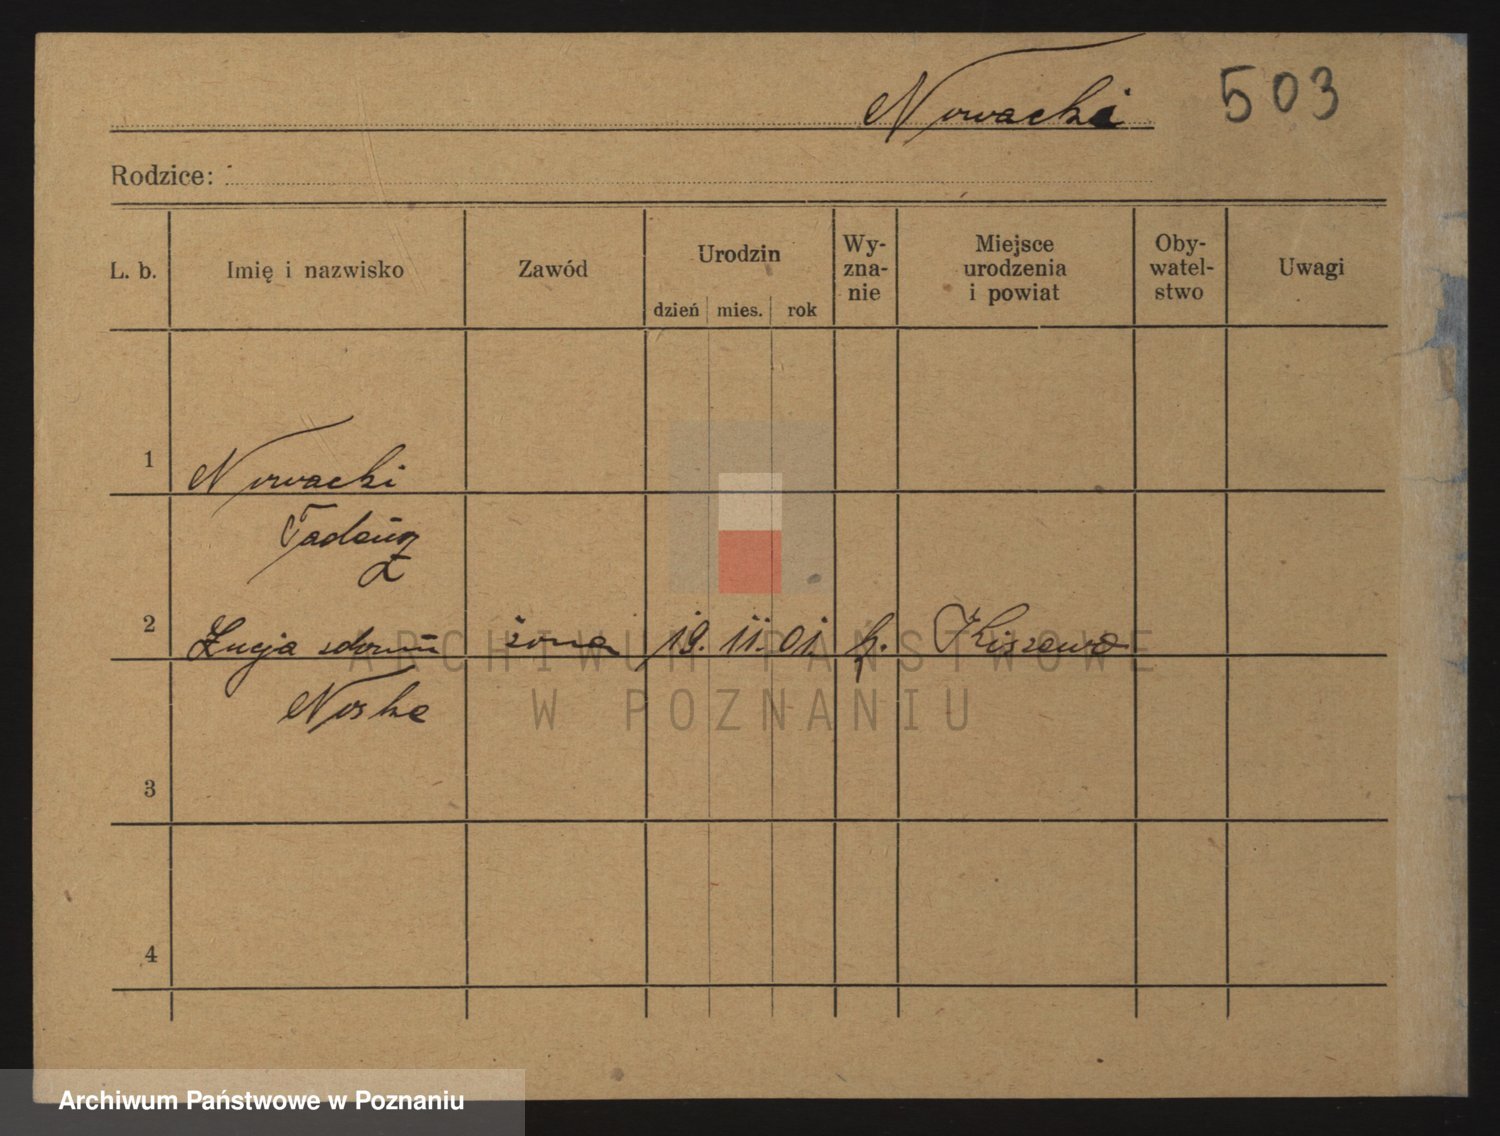 Nowacki 503
Rodzice:
L. b. Imię i nazwisko Zawód Urodzin Wy-zna-nie Miejsce urodzenia i powiat Oby-watel-stwo Uwagi
dzień mies. rok
1 Nowacki
Tadeusz
2 Łucja zdomu żona 19. 11. 01. k. Kiszewo
Noske
3
4
ARCHIWUM PAŃSTWOWE
W POZNANIU
Archiwum Państwowe w Poznaniu